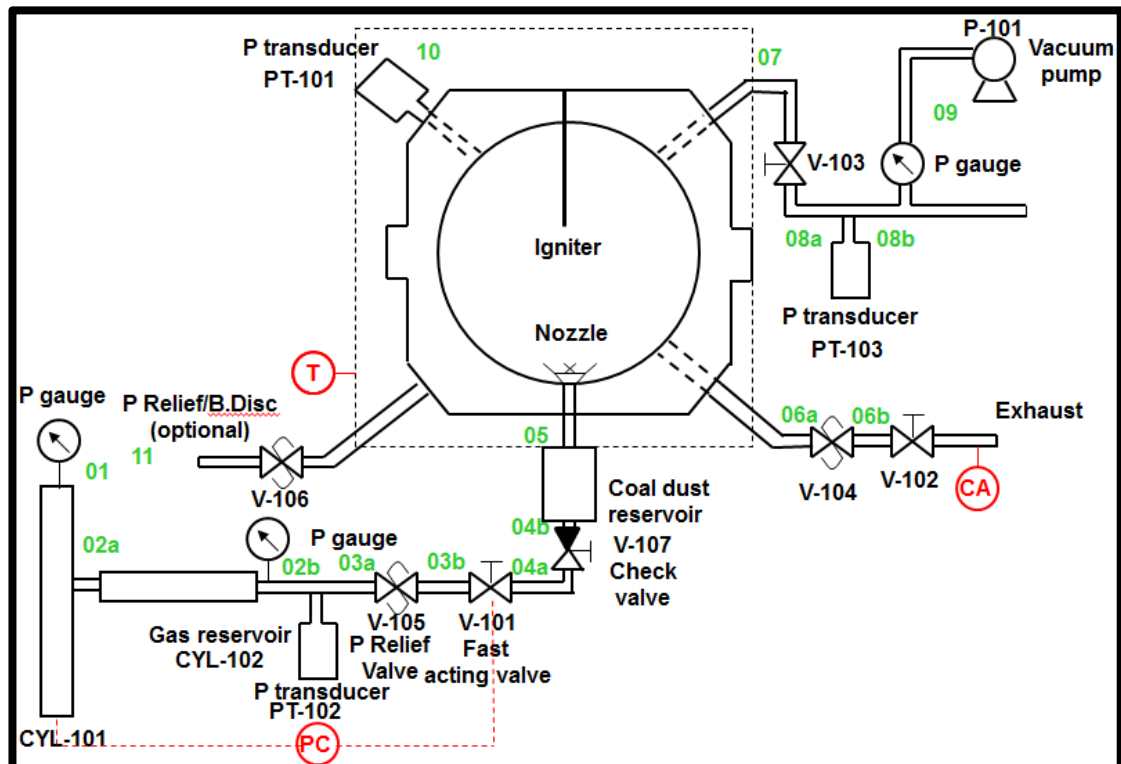 P-101
Vacuum
pump
P transducer
PT-101
10
07
09
V-103
P gauge
Igniter
08a
08b
P transducer
PT-103
Nozzle
T
P gauge
P Relief/B.Disc
(optional)
01
11
V-106
05
06a
06b
Exhaust
V-104
V-102
CA
Coal dust
reservoir
V-107
Check
valve
04b
04a
02a
P gauge
02b
03a
03b
Gas reservoir
CYL-102
V-105
P Relief
Valve
V-101
Fast
acting valve
P transducer
PT-102
CYL-101
PC